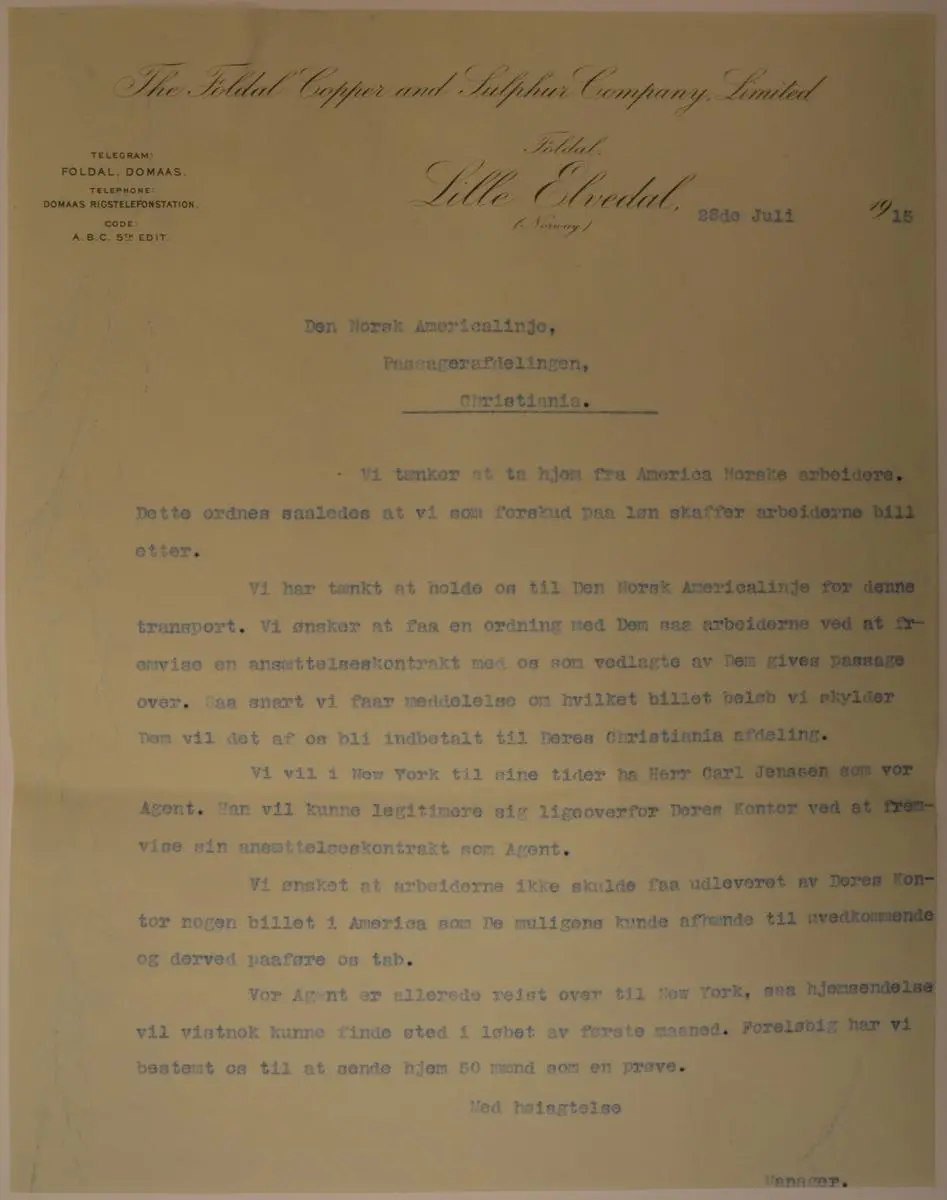 The Foldal Copper and Sulphur Company, Limited
TELEGRAM:
FOLDAL, DOMAAS.
TELEPHONE:
DOMAAS RIGSTELEFONSTATION.
CODE:
A.B.C. 5TH EDIT.
Foldal,
Lille Elvedal,
(Norway)
28de Juli 1915
Den Norsk Americalinje,
Passagerafdelingen,
Christiania.
Vi tænker at ta hjem fra America Norske arbeidere.
Dette ordnes saaledes at vi som forskud paa løn skaffer arbeiderne bill
etter.
Vi har tænkt at holde os til Den Norsk Americalinje for denne
transport. Vi ønsker at faa en ordning med Dem saa arbeiderne ved at fr-
emvise en ansættelseskontrakt med os som vedlagte av Dem gives passage
over. Saa snart vi faar meddelelse om hvilket billet beløb vi skylder
Dem vil det af os bli indbetalt til Deres Christiania afdeling.
Vi vil i New York til sine tider ha Herr Carl Jenssen som vor
Agent. Han vil kunne legitimere sig ligeoverfor Deres Kontor ved at frem-
vise sin ansættelseskontrakt som Agent.
Vi ønsket at arbeiderne ikke skulde faa udleveret av Deres Kon-
tor nogen billet i America som De muligens kunde afhænde til uvedkommende
og derved paaføre os tab.
Vor Agent er allerede reist over til New York, saa hjemsendelse
vil vistnok kunne finde sted i løbet av første maaned. Foreløbig har vi
bestemt os til at sende hjem 50 mænd som en prøve.
Med høiagtelse
Manager.